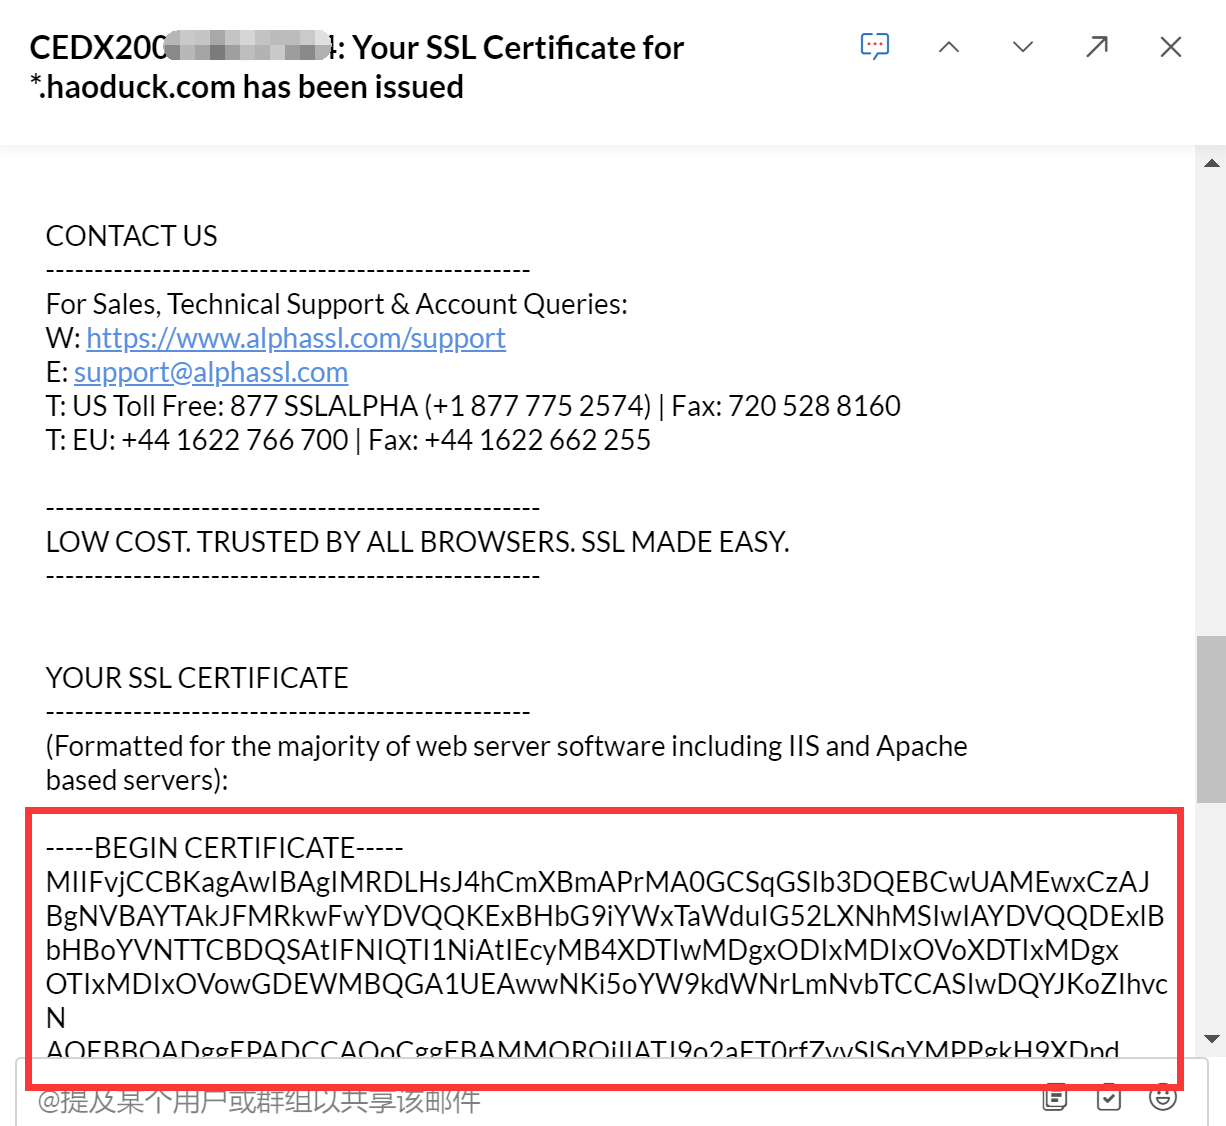 CEDX200 4: Your SSL Certificate for
*.haoduck.com has been issued
CONTACT US
--------------------------------------------------
For Sales, Technical Support & Account Queries:
W: https://www.alphassl.com/support
E: support@alphassl.com
T: US Toll Free: 877 SSLALPHA (+1 877 775 2574) | Fax: 720 528 8160
T: EU: +44 1622 766 700 | Fax: +44 1622 662 255
---------------------------------------------------
LOW COST. TRUSTED BY ALL BROWSERS. SSL MADE EASY.
---------------------------------------------------
YOUR SSL CERTIFICATE
--------------------------------------------------
(Formatted for the majority of web server software including IIS and Apache
based servers):
-----BEGIN CERTIFICATE-----
MIIFvjCCBKagAwIBAgIMRDLHsJ4hCmXBmAPrMA0GCSqGSIb3DQEBCwUAMEwxCzAJ
BgNVBAYTAkJFMRkwFwYDVQQKExBHbG9iYWxTaWduIG52LXNhMSIwIAYDVQQDExlB
bHBoYVNTTCBDQSAtIFNIQTI1NiAtIEcyMB4XDTIwMDgxODIxMDIxOVoXDTIxMDgx
OTIxMDIxOVowGDEWMBQGA1UEAwwNKi5oYW9kdWNrLmNvbTCCASIwDQYJKoZIhvc
N
@提及某个用户或群组以共享该邮件